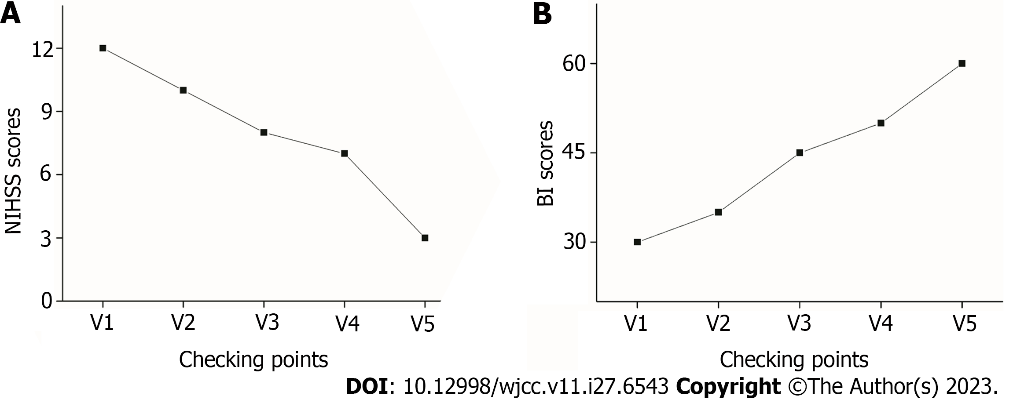 A
NIHSS scores
12
9
6
3
0
V1 V2 V3 V4 V5
Checking points
B
BI scores
60
45
30
V1 V2 V3 V4 V5
Checking points
DOI: 10.12998/wjcc.v11.i27.6543 Copyright ©The Author(s) 2023.